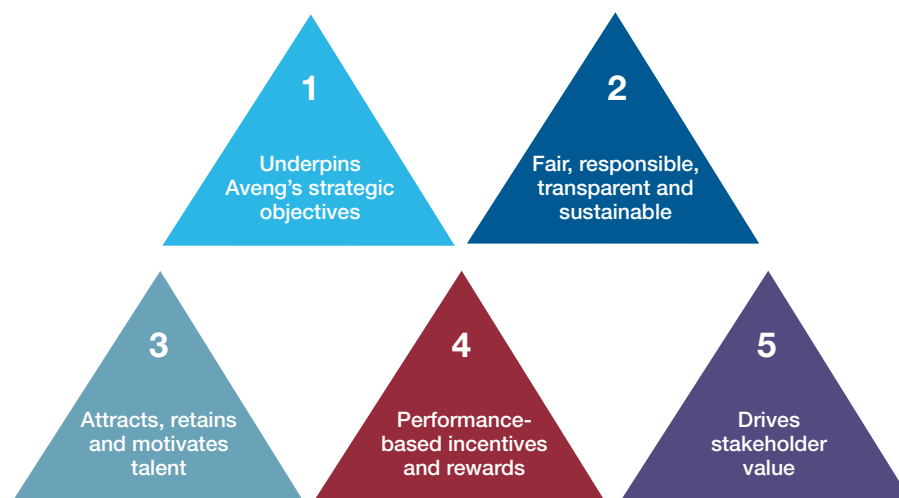 1
Underpins
Aveng’s strategic
objectives
2
Fair, responsible,
transparent and
sustainable
3
Attracts, retains
and motivates
talent
4
Performance-
based incentives
and rewards
5
Drives
stakeholder
value